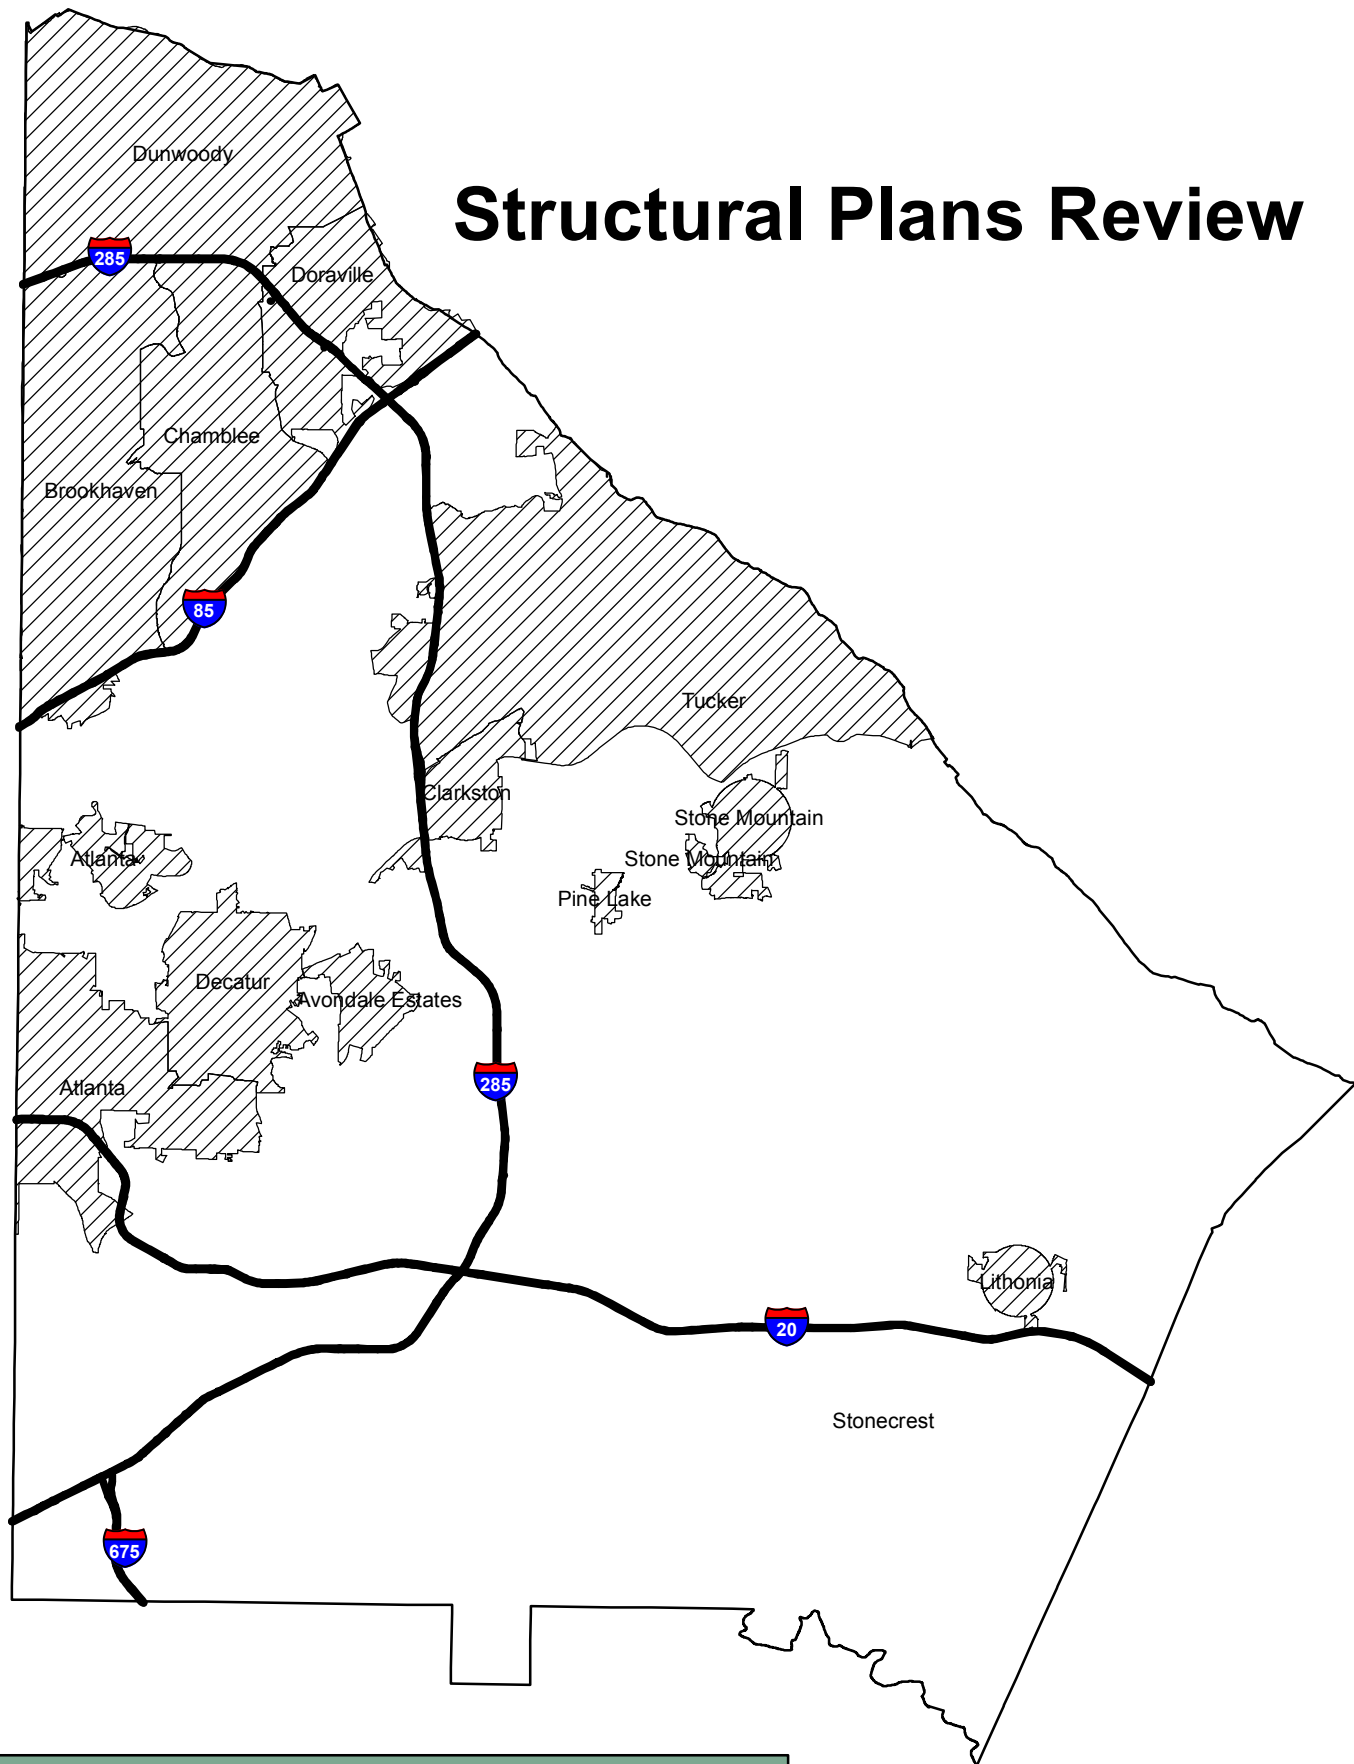 Dunwoody
Structural Plans Review
285
Doraville
Chamblee
Brookhaven
85
Tucker
Clarkston
Stone Mountain
Atlanta
Stone Mountain
Pine Lake
Decatur
Avondale Estates
285
Atlanta
Lithonia
20
Stonecrest
675